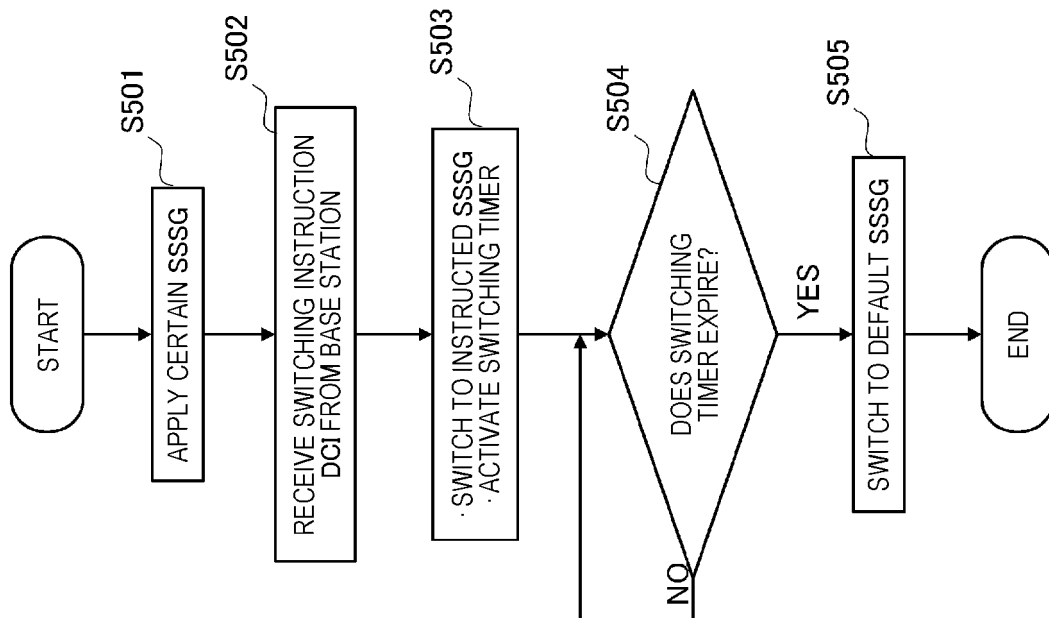 START
S501
APPLY CERTAIN SSSG
S502
RECEIVE SWITCHING INSTRUCTION
DCI FROM BASE STATION
S503
· SWITCH TO INSTRUCTED SSSG
· ACTIVATE SWITCHING TIMER
S504
DOES SWITCHING
TIMER EXPIRE?
NO
YES
S505
SWITCH TO DEFAULT SSSG
END